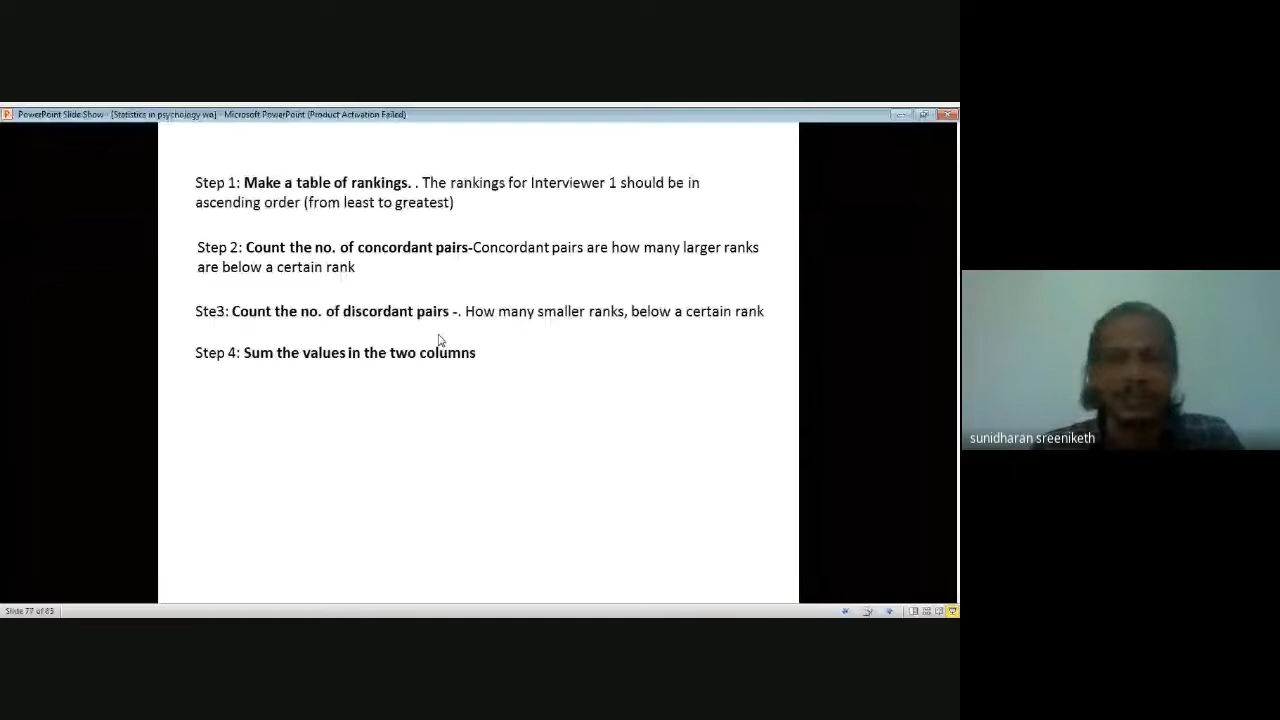 PowerPoint Slide Show - [Statistics in psychology wo] - Microsoft PowerPoint (Product Activation Failed)
Step 1: Make a table of rankings. . The rankings for Interviewer 1 should be in
ascending order (from least to greatest)
Step 2: Count the no. of concordant pairs-Concordant pairs are how many larger ranks
are below a certain rank
Ste3: Count the no. of discordant pairs -. How many smaller ranks, below a certain rank
Step 4: Sum the values in the two columns
sunidharan sreeniketh
Slide 77 of 85